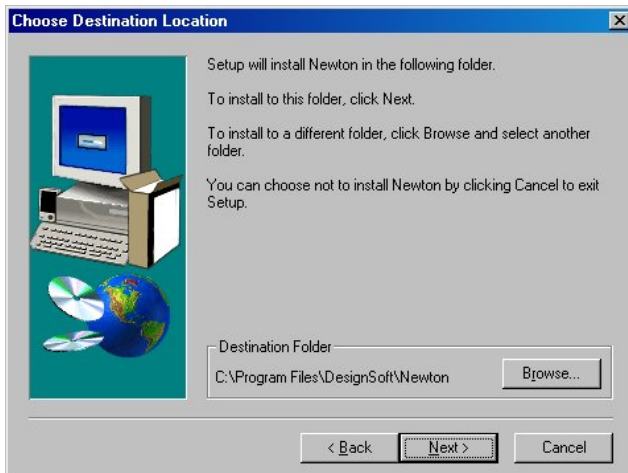 Choose Destination Location
Setup will install Newton in the following folder.
To install to this folder, click Next.
To install to a different folder, click Browse and select another
folder.
You can choose not to install Newton by clicking Cancel to exit
Setup.
Destination Folder
C:\Program Files\DesignSoft\Newton
Browse...
< Back
Next >
Cancel